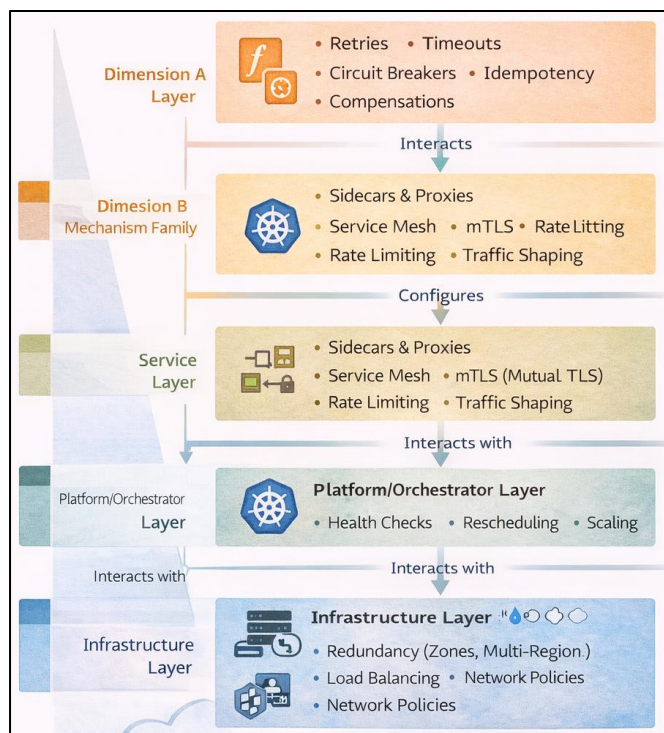 Dimension A
Layer
• Retries • Timeouts
• Circuit Breakers • Idempotency
• Compensations
Interacts
Dimesion B
Mechanism Family
• Sidecars & Proxies
• Service Mesh • mTLS • Rate Litting
• Rate Limiting • Traffic Shaping
Configures
Service
Layer
• Sidecars & Proxies
• Service Mesh • mTLS (Mutual TLS)
• Rate Limiting • Traffic Shaping
Interacts with
Platform/Orchestrator
Layer
Platform/Orchestrator Layer
• Health Checks • Rescheduling • Scaling
Interacts with
Interacts with
Infrastructure
Layer
Infrastructure Layer
• Redundancy (Zones, Multi-Region.)
• Load Balancing • Network Policies
• Network Policies